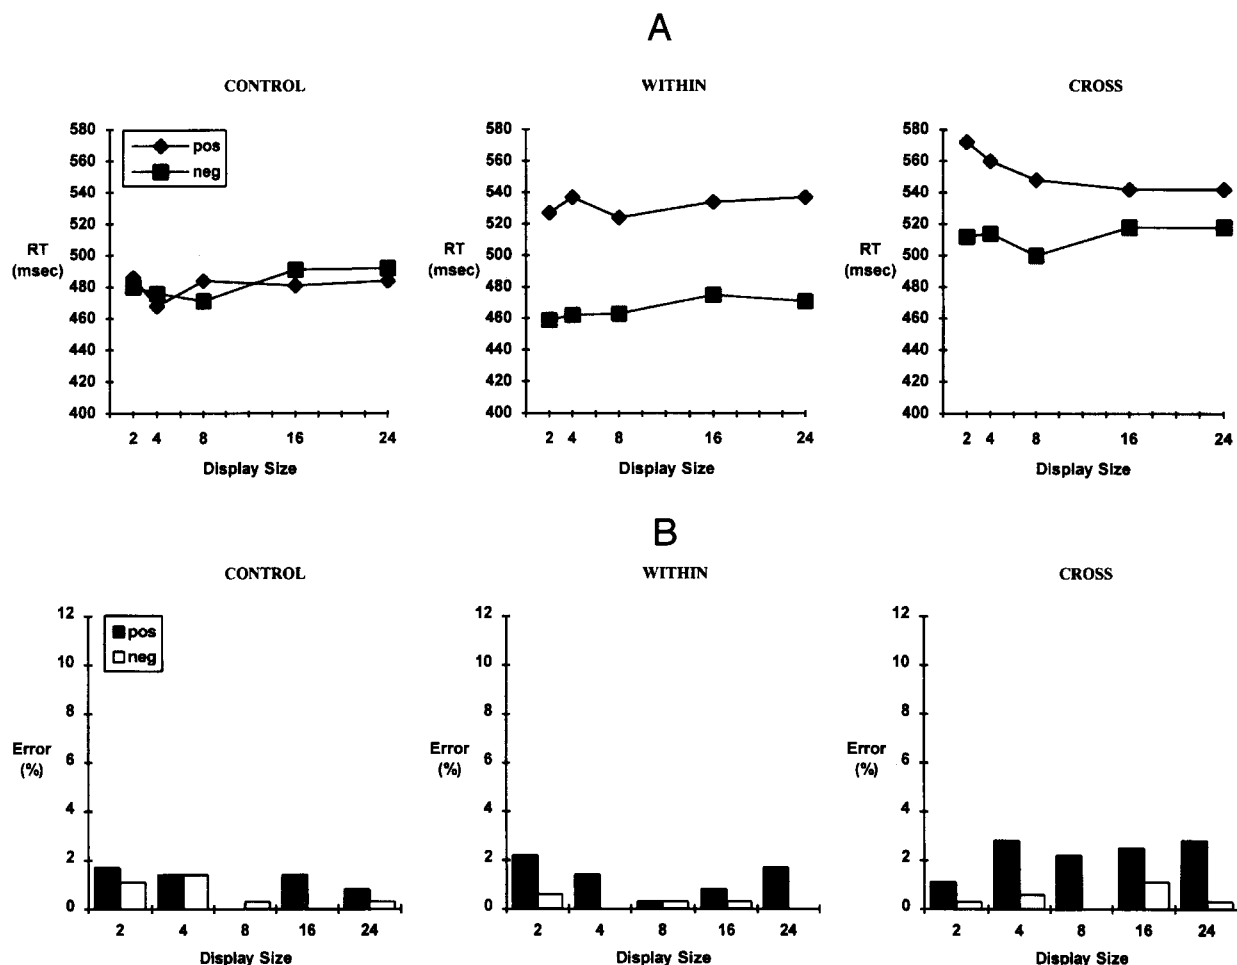 A
CONTROL
WITHIN
CROSS
580
560
540
520
500
480
460
440
420
400
RT
(msec)
pos
neg
2 4 8 16 24
Display Size
580
560
540
520
500
480
460
440
420
400
RT
(msec)
2 4 8 16 24
Display Size
580
560
540
520
500
480
460
440
420
400
RT
(msec)
2 4 8 16 24
Display Size
B
CONTROL
WITHIN
CROSS
12
10
8
6
4
2
0
Error
(%)
pos
neg
2 4 8 16 24
Display Size
12
10
8
6
4
2
0
Error
(%)
2 4 8 16 24
Display Size
12
10
8
6
4
2
0
Error
(%)
2 4 8 16 24
Display Size